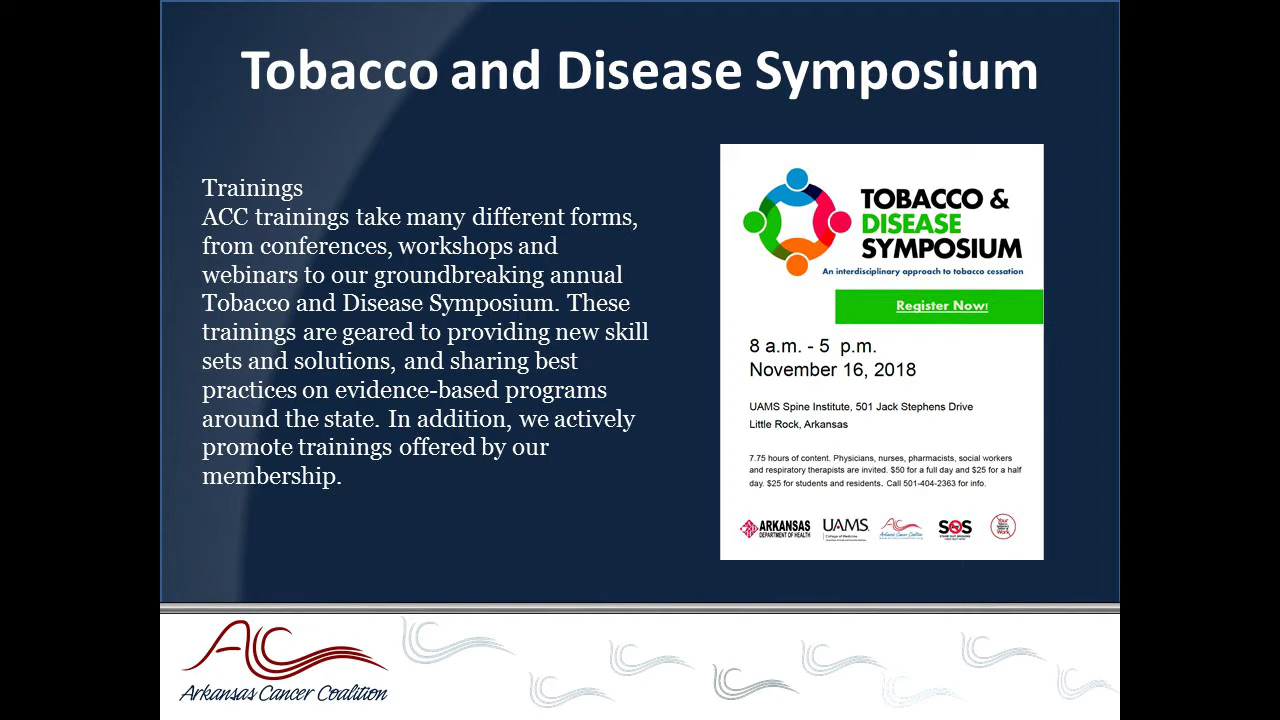 Tobacco and Disease Symposium
Trainings
ACC trainings take many different forms,
from conferences, workshops and
webinars to our groundbreaking annual
Tobacco and Disease Symposium. These
trainings are geared to providing new skill
sets and solutions, and sharing best
practices on evidence-based programs
around the state. In addition, we actively
promote trainings offered by our
membership.
TOBACCO &
DISEASE
SYMPOSIUM
An interdisciplinary approach to tobacco cessation
Register Now!
8 a.m. - 5 p.m.
November 16, 2018
UAMS Spine Institute, 501 Jack Stephens Drive
Little Rock, Arkansas
7.75 hours of content. Physicians, nurses, pharmacists, social workers
and respiratory therapists are invited. $50 for a full day and $25 for a half
day. $25 for students and residents. Call 501-404-2363 for info.
ARKANSAS
DEPARTMENT OF HEALTH
UAMS
College of Medicine
Arkansas Cancer Coalition
SOS
Arkansas Cancer Coalition